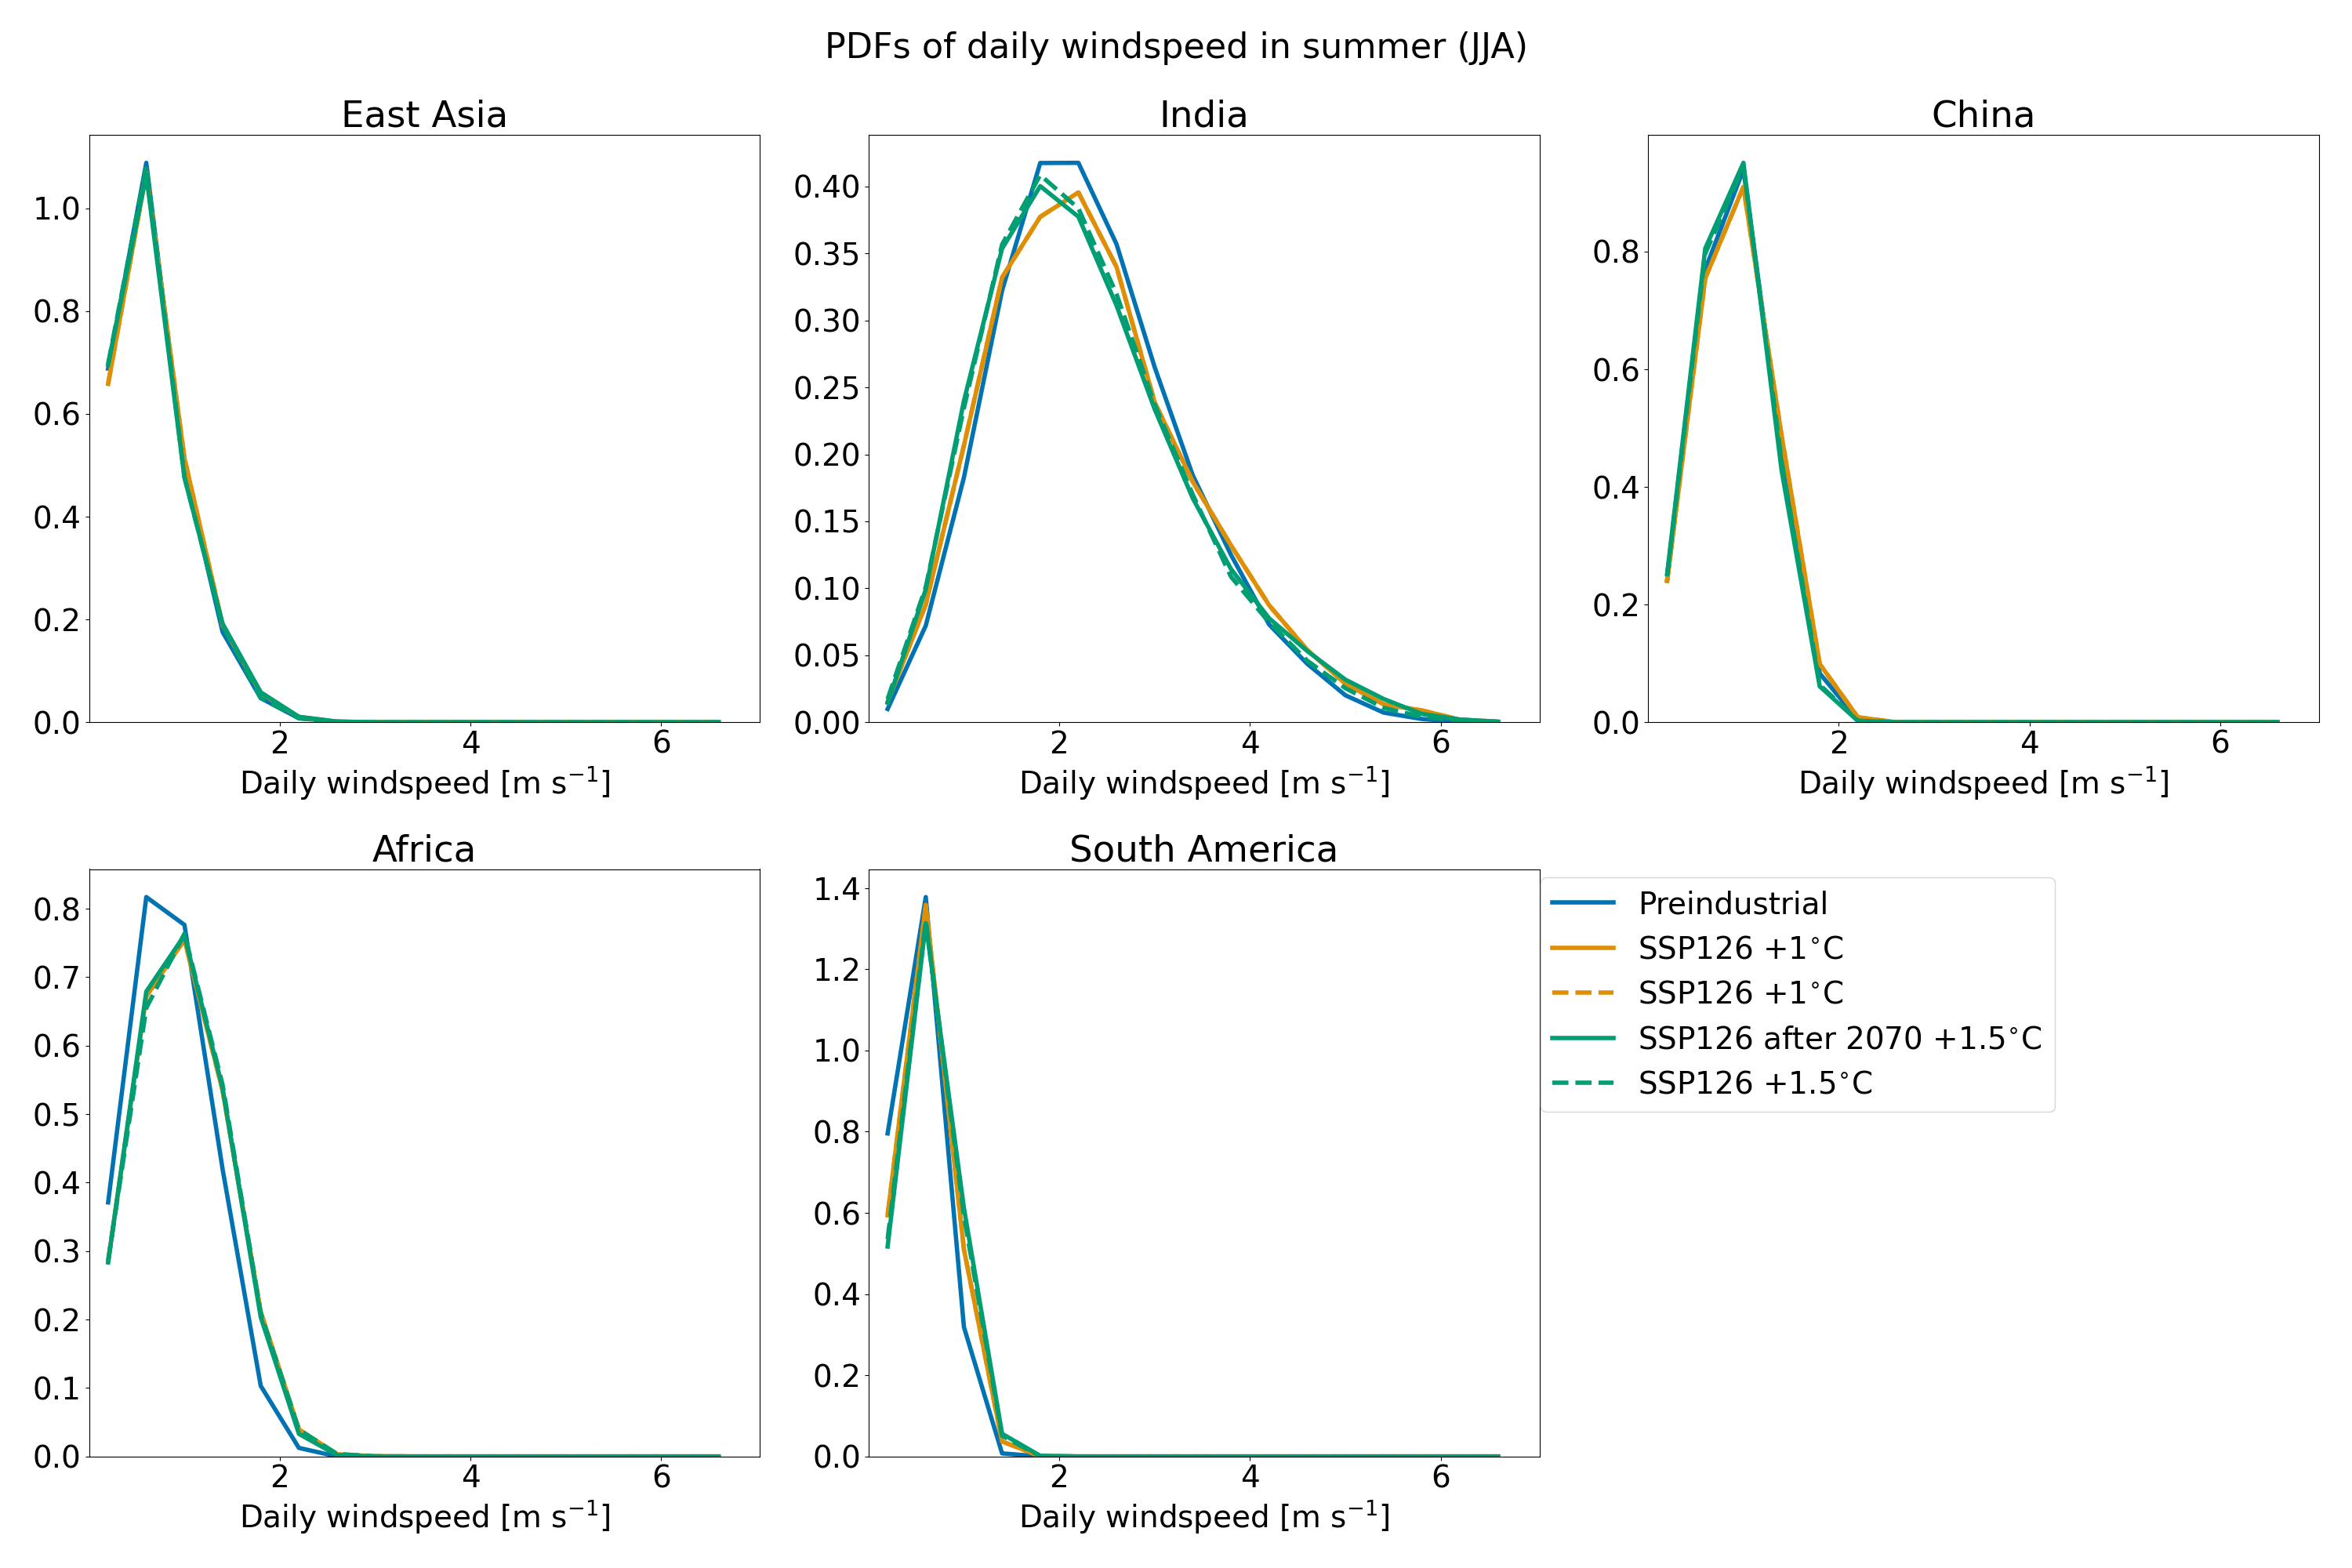 PDFs of daily windspeed in summer (JJA)
East Asia
1.0
0.8
0.6
0.4
0.2
0.0
2 4 6
Daily windspeed [m s⁻¹]
India
0.40
0.35
0.30
0.25
0.20
0.15
0.10
0.05
0.00
2 4 6
Daily windspeed [m s⁻¹]
China
0.8
0.6
0.4
0.2
0.0
2 4 6
Daily windspeed [m s⁻¹]
Africa
0.8
0.7
0.6
0.5
0.4
0.3
0.2
0.1
0.0
2 4 6
Daily windspeed [m s⁻¹]
South America
1.4
1.2
1.0
0.8
0.6
0.4
0.2
0.0
2 4 6
Daily windspeed [m s⁻¹]
Preindustrial
SSP126 +1°C
SSP126 +1°C
SSP126 after 2070 +1.5°C
SSP126 +1.5°C